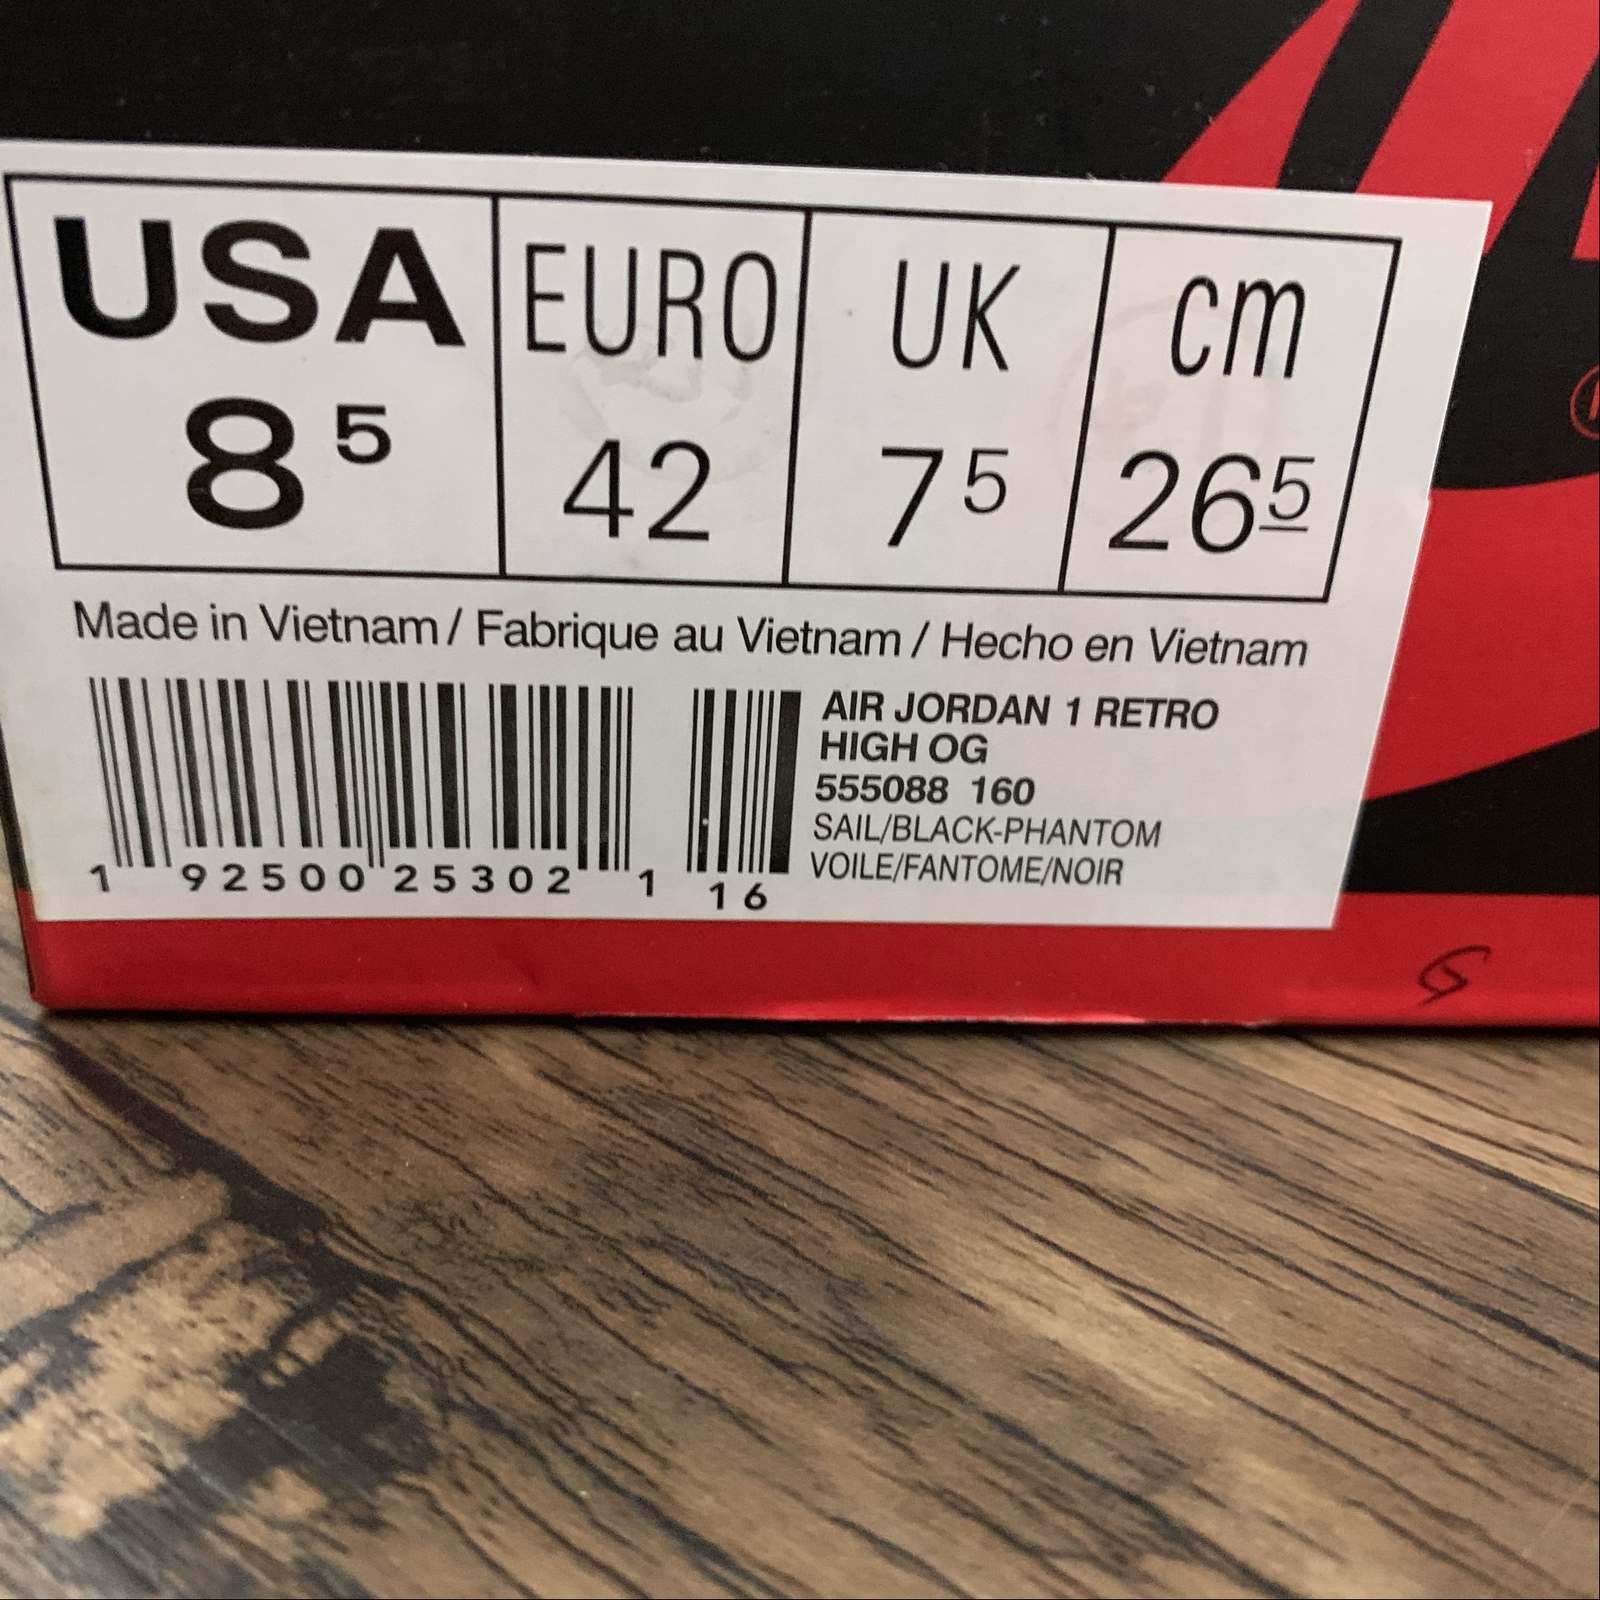 USA EURO UK cm
8 5 42 7 5 26 5
Made in Vietnam / Fabrique au Vietnam / Hecho en Vietnam
AIR JORDAN 1 RETRO
HIGH OG
555088 160
SAIL/BLACK-PHANTOM
VOILE/FANTOME/NOIR
1 92500 25302 1 16